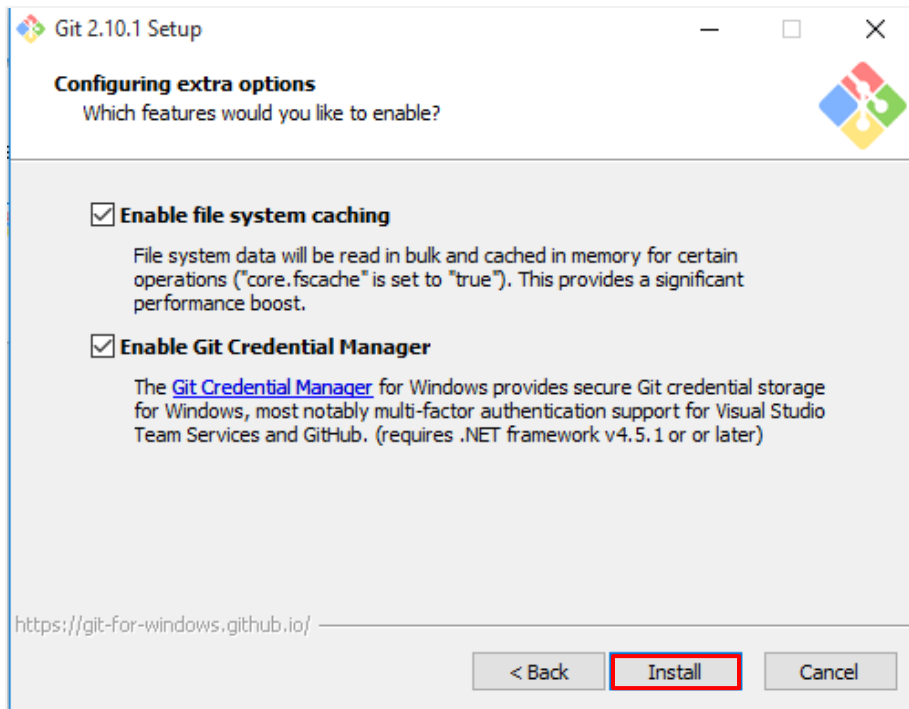 Git 2.10.1 Setup
Configuring extra options
Which features would you like to enable?
Enable file system caching
File system data will be read in bulk and cached in memory for certain
operations ("core.fscache" is set to "true"). This provides a significant
performance boost.
Enable Git Credential Manager
The Git Credential Manager for Windows provides secure Git credential storage
for Windows, most notably multi-factor authentication support for Visual Studio
Team Services and GitHub. (requires .NET framework v4.5.1 or or later)
https://git-for-windows.github.io/
< Back Install Cancel